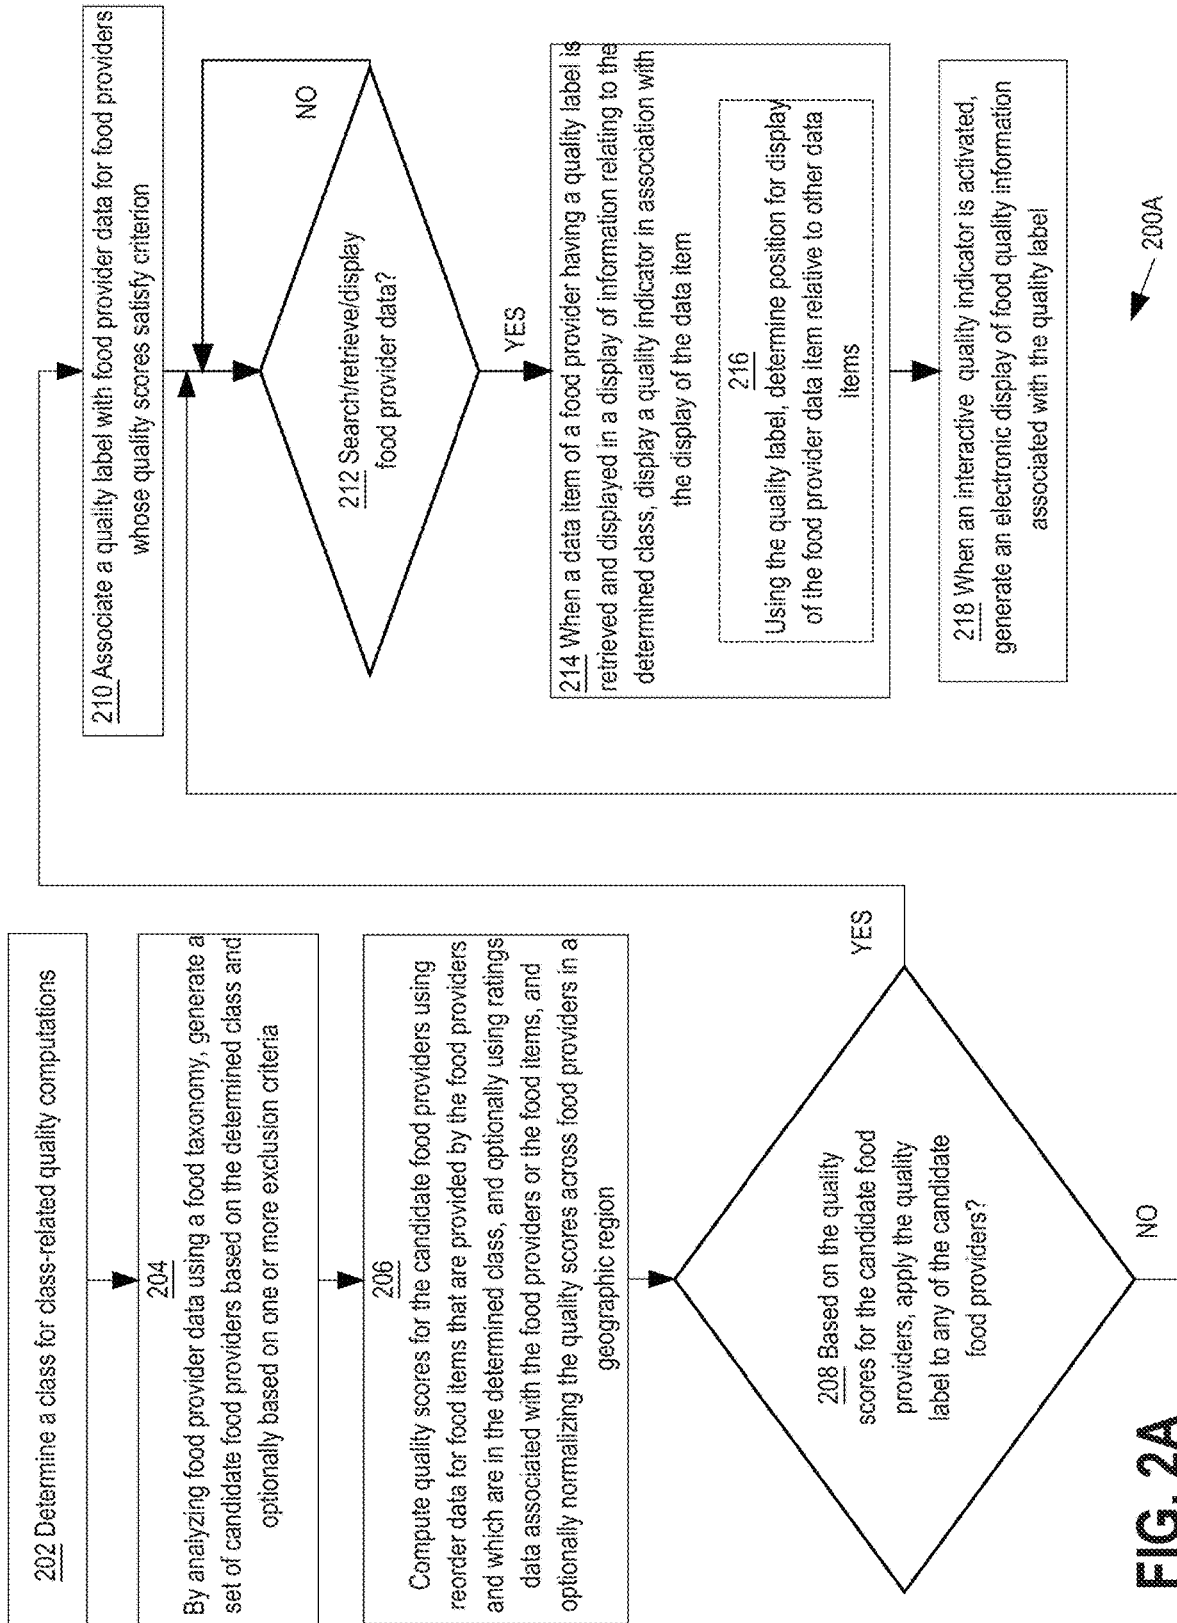 202 Determine a class for class-related quality computations
204
By analyzing food provider data using a food taxonomy, generate a
set of candidate food providers based on the determined class and
optionally based on one or more exclusion criteria
206
Compute quality scores for the candidate food providers using
reorder data for food items that are provided by the food providers
and which are in the determined class, and optionally using ratings
data associated with the food providers or the food items, and
optionally normalizing the quality scores across food providers in a
geographic region
208 Based on the quality
scores for the candidate food
providers, apply the quality
label to any of the candidate
food providers?
YES
NO
210 Associate a quality label with food provider data for food providers
whose quality scores satisfy criterion
212 Search/retrieve/display
food provider data?
NO
YES
214 When a data item of a food provider having a quality label is
retrieved and displayed in a display of information relating to the
determined class, display a quality indicator in association with
the display of the data item
216
Using the quality label, determine position for display
of the food provider data item relative to other data
items
218 When an interactive quality indicator is activated,
generate an electronic display of food quality information
associated with the quality label
200A
FIG. 2A